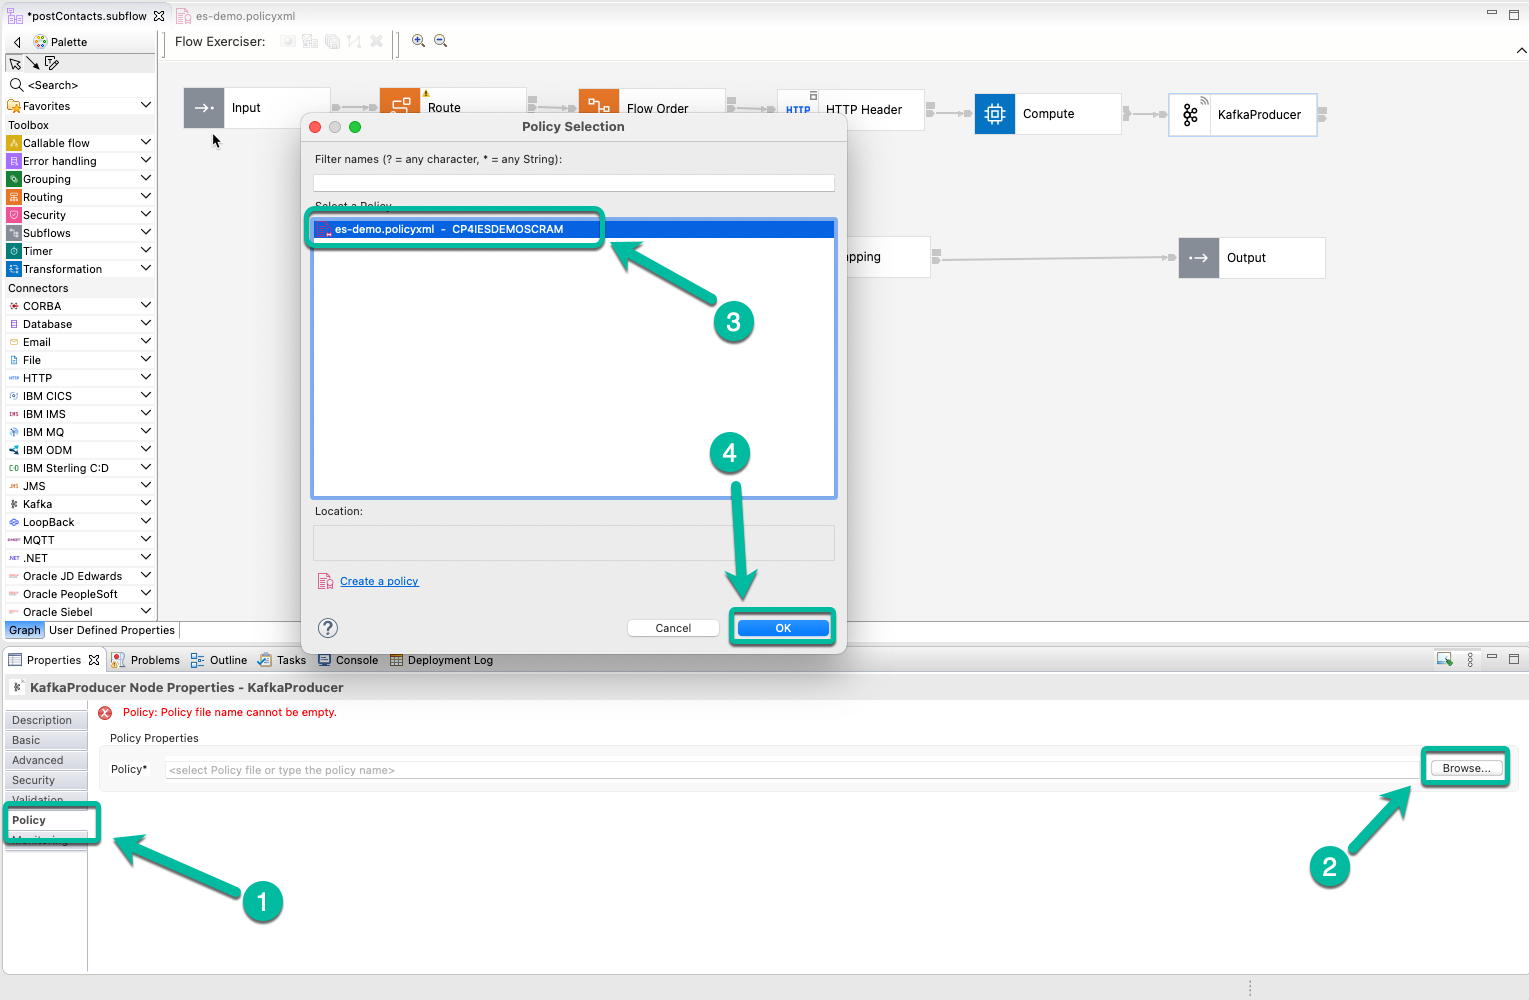 *postContacts.subflow
es-demo.policyxml
Palette
Flow Exerciser:
<Search>
Favorites
Toolbox
Callable flow
Error handling
Grouping
Routing
Security
Subflows
Timer
Transformation
Connectors
CORBA
Database
Email
File
HTTP
IBM CICS
IBM IMS
IBM MQ
IBM ODM
IBM Sterling C:D
JMS
Kafka
LoopBack
MQTT
.NET
Oracle JD Edwards
Oracle PeopleSoft
Oracle Siebel
Input
Route
Flow Order
HTTP
HTTP Header
Compute
KafkaProducer
pping
Output
Policy Selection
Filter names (? = any character, * = any String):
Select a Policy
es-demo.policyxml - CP4IESDEMOSCRAM
3
4
Location:
Create a policy
?
Cancel
OK
Graph
User Defined Properties
Properties
Problems
Outline
Tasks
Console
Deployment Log
KafkaProducer Node Properties - KafkaProducer
Description
Basic
Advanced
Security
Validation
Policy
Monitoring
Policy: Policy file name cannot be empty.
Policy Properties
Policy*
<select Policy file or type the policy name>
Browse...
1
2